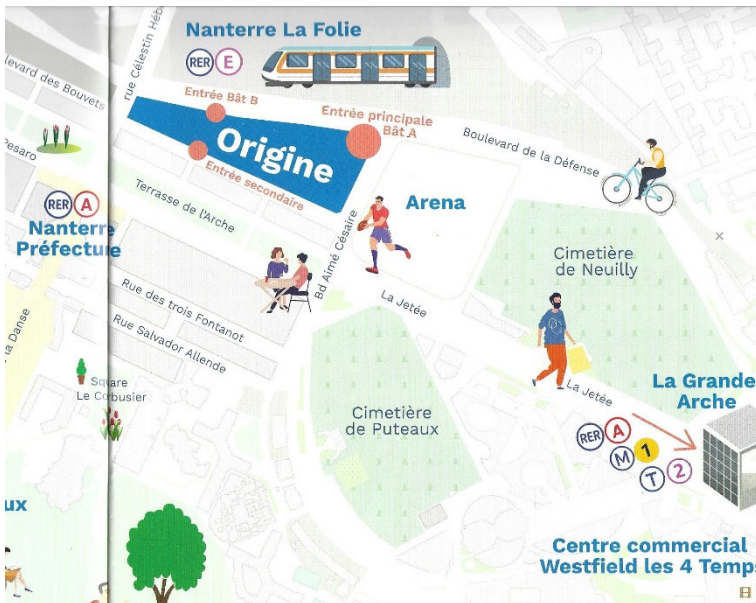 Nanterre La Folie
RER E
rue Célestin Héb
levard des Bouvets
Entrée Bât B
Entrée principale
Bât A
Origine
Boulevard de la Défense
Pesaro
Entrée secondaire
Terrasse de l'Arche
RER A
Nanterre
Préfecture
Arena
Bd Aimé Césaire
Cimetière
de Neuilly
La Jetée
Rue des trois Fontanot
Rue Salvador Allende
la Danse
Square
Le Corbusier
Cimetière
de Puteaux
La Jetée
La Grande
Arche
RER A
M 1
T 2
ux
Centre commercial
Westfield les 4 Temps